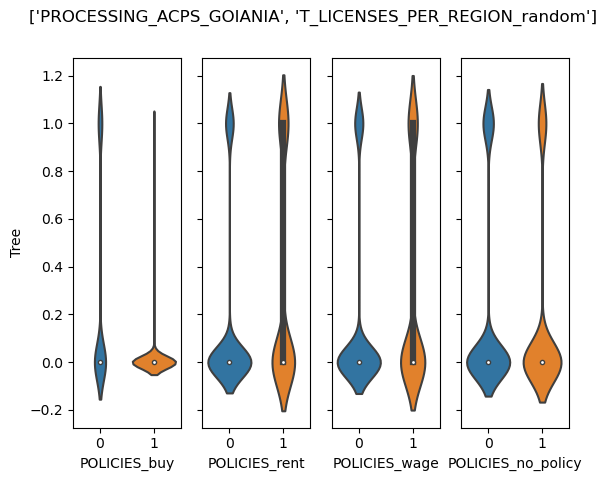 ['PROCESSING_ACPS_GOIANIA', 'T_LICENSES_PER_REGION_random']
1.2
1.0
0.8
0.6
0.4
0.2
0.0
−0.2
Tree
0 1 0 1 0 1 0 1
POLICIES_buy POLICIES_rent POLICIES_wage POLICIES_no_policy